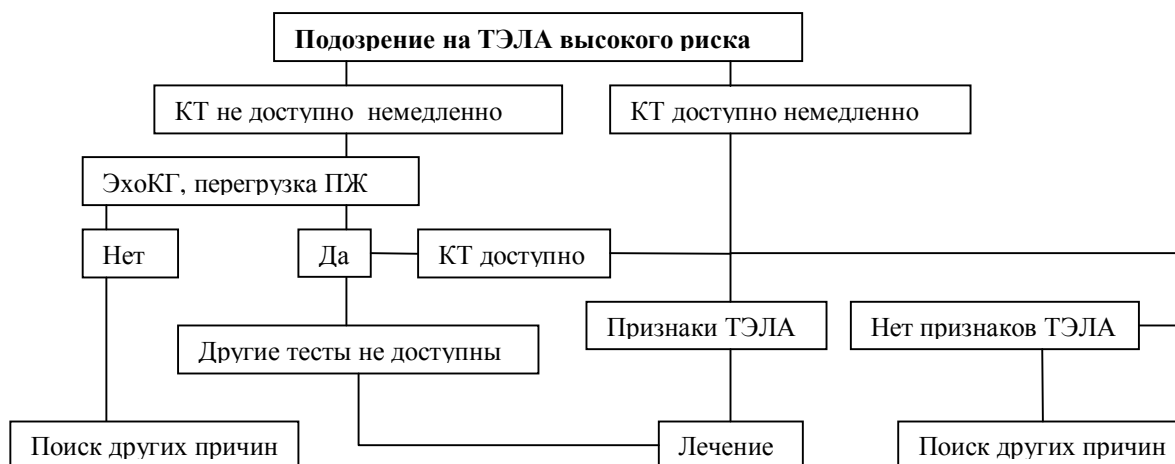 Подозрение на ТЭЛА высокого риска
КТ не доступно немедленно
КТ доступно немедленно
ЭхоКГ, перегрузка ПЖ
Нет
Да
КТ доступно
Другие тесты не доступны
Признаки ТЭЛА
Нет признаков ТЭЛА
Поиск других причин
Лечение
Поиск других причин